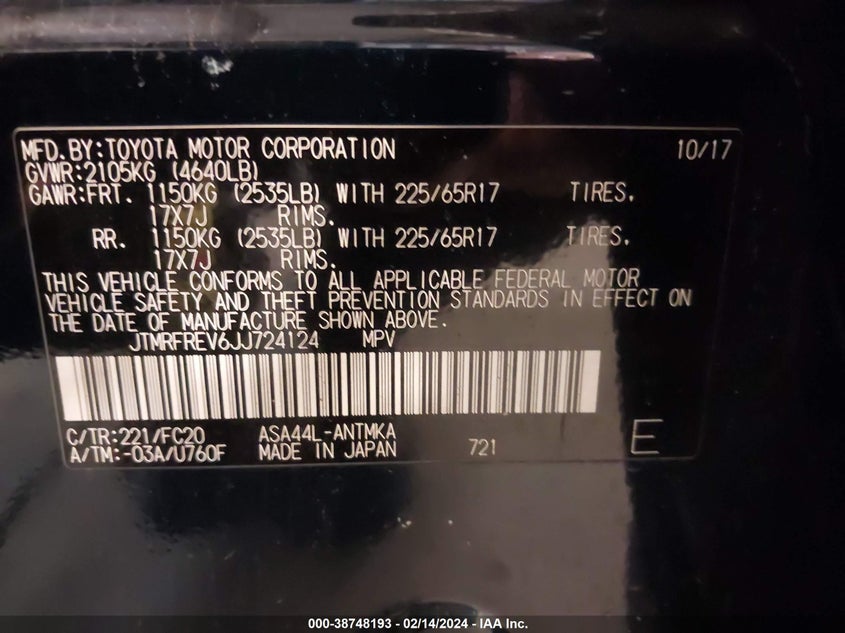 MFD.BY:TOYOTA MOTOR CORPORATION 10/17
GVWR:2105KG (4640LB)
GAWR:FRT. 1150KG (2535LB) WITH 225/65R17 TIRES.
17X7J RIMS.
RR. 1150KG (2535LB) WITH 225/65R17 TIRES.
17X7J RIMS.
THIS VEHICLE CONFORMS TO ALL APPLICABLE FEDERAL MOTOR
VEHICLE SAFETY AND THEFT PREVENTION STANDARDS IN EFFECT ON
THE DATE OF MANUFACTURE SHOWN ABOVE.
JTMRFREV6JJ724124 MPV
C/TR:221/FC20 ASA44L-ANTMKA
A/TM:-03A/U760F MADE IN JAPAN 721 E
000-38748193 - 02/14/2024 - IAA Inc.